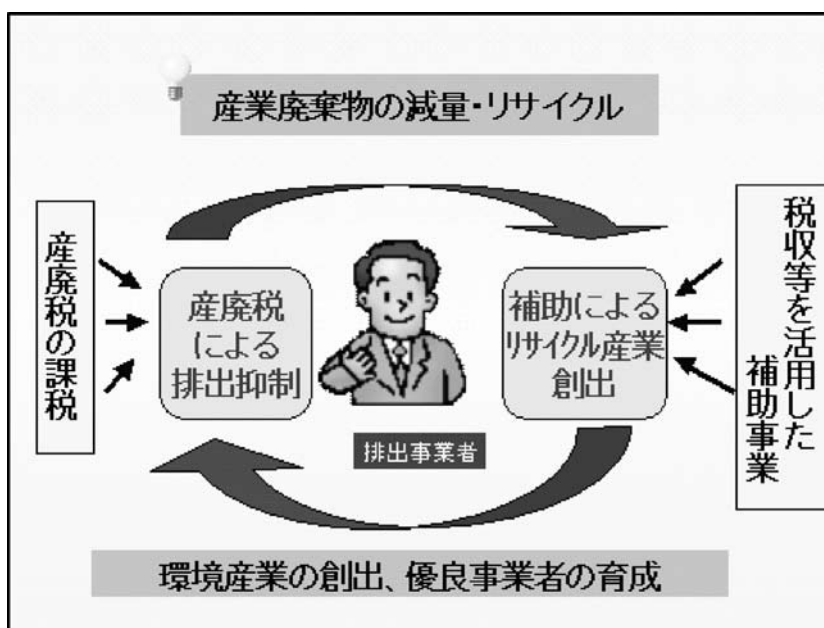 産業廃棄物の減量・リサイクル
産廃税の課税
産廃税
による
排出抑制
排出事業者
補助による
リサイクル産業
創出
税収等を活用した
補助事業
環境産業の創出、優良事業者の育成